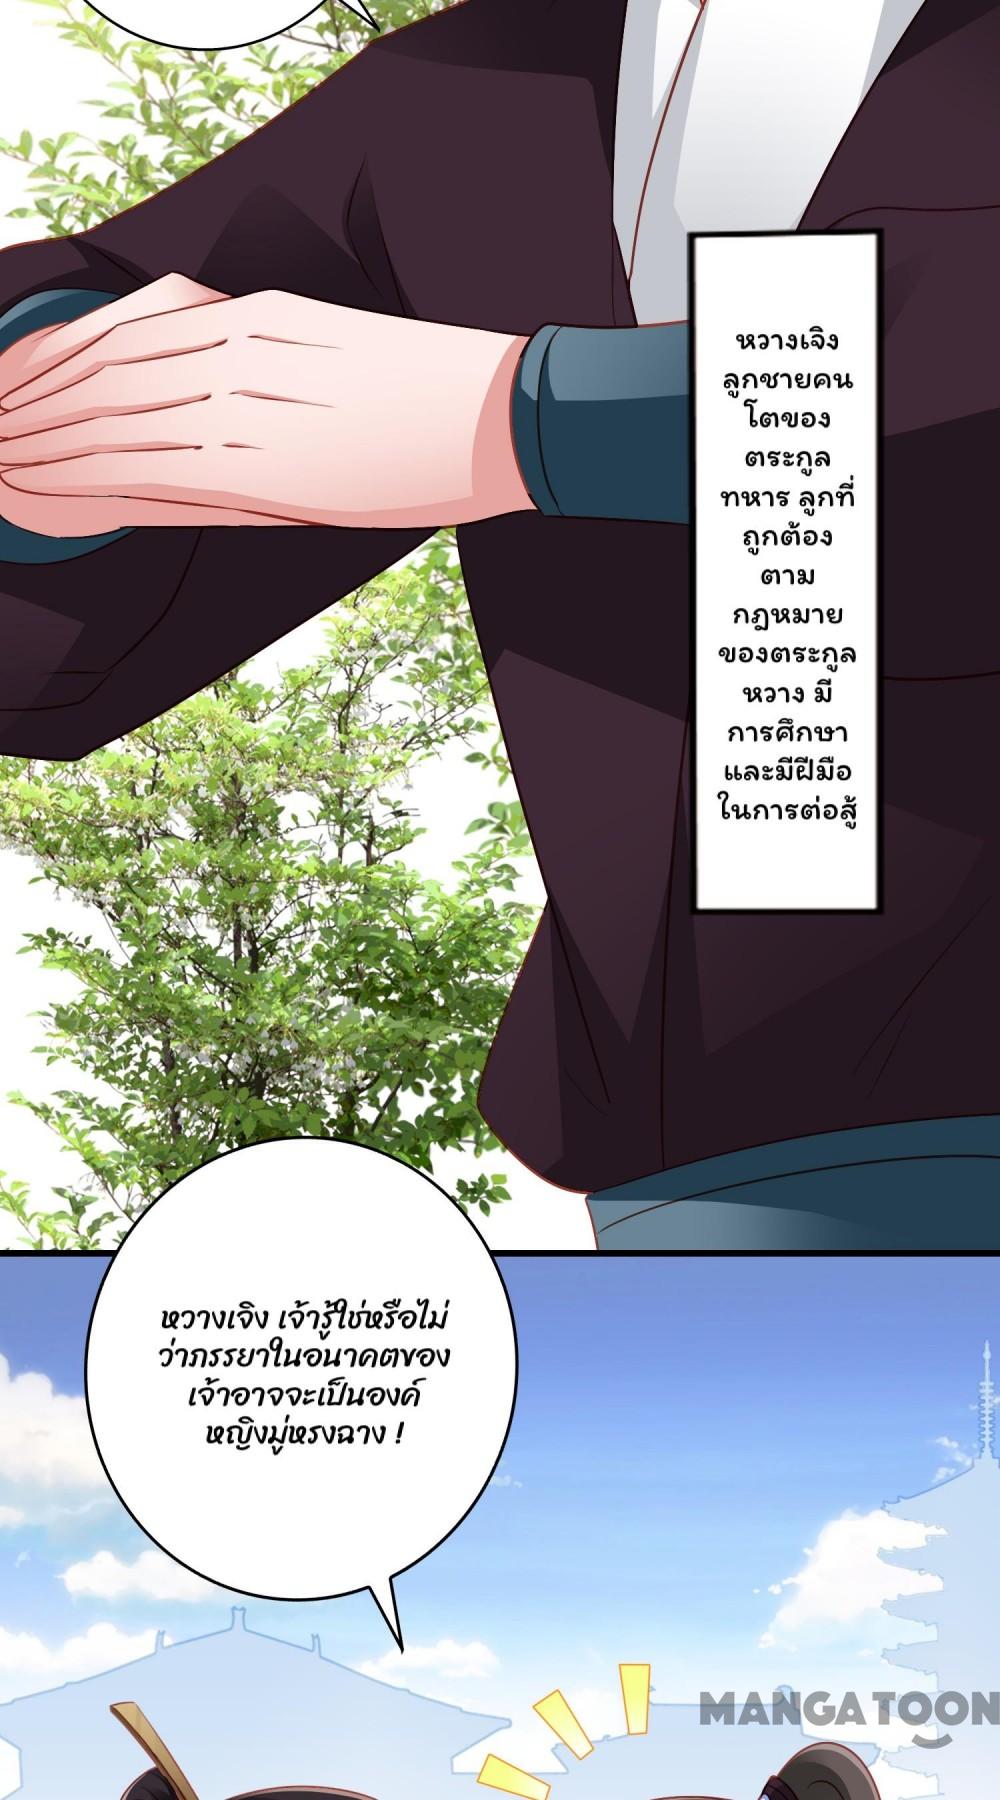 หวางเจิง
ลูกชายคน
โตของ
ตระกูล
ทหาร ลูกที่
ถูกต้อง
ตาม
กฎหมาย
ของตระกูล
หวาง มี
การศึกษา
และมีฝีมือ
ในการต่อสู้
หวางเจิง เจ้ารู้ใช่หรือไม่
ว่าภรรยาในอนาคตของ
เจ้าอาจจะเป็นองค์
หญิงมู่หรงฉาง !
MANGATOON